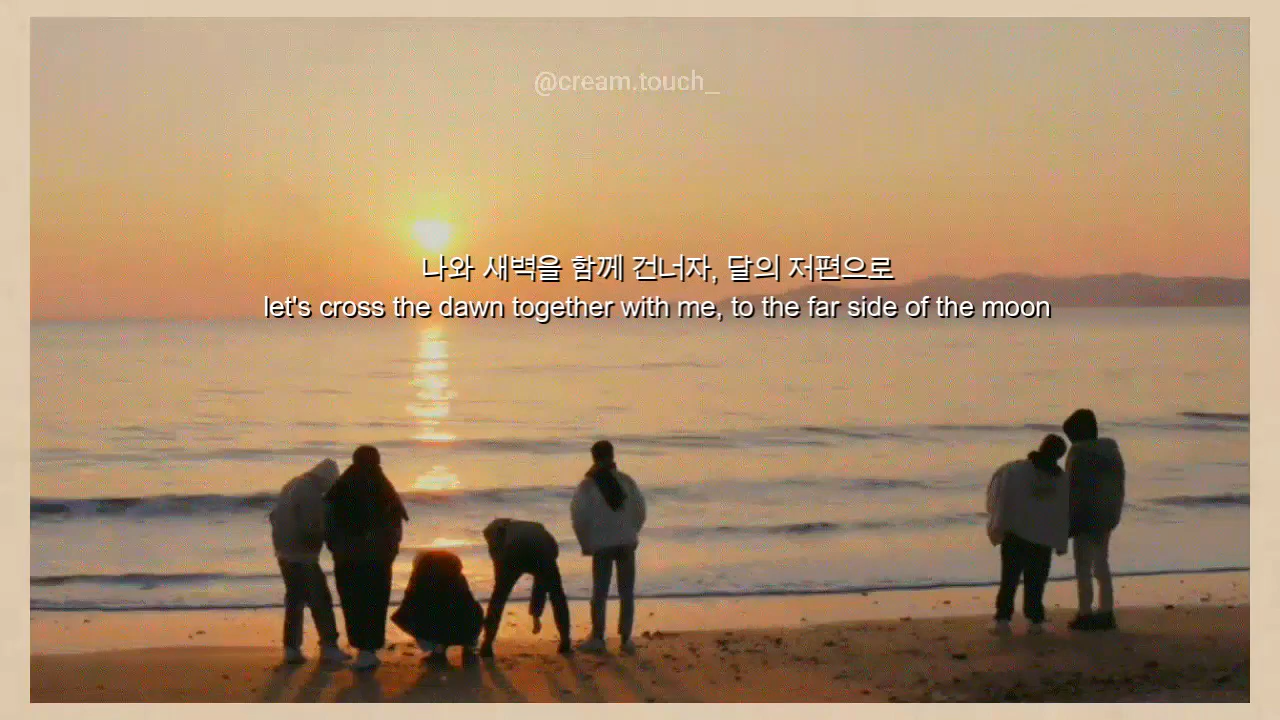 @cream.touch_
나와 새벽을 함께 건너자, 달의 저편으로
let's cross the dawn together with me, to the far side of the moon